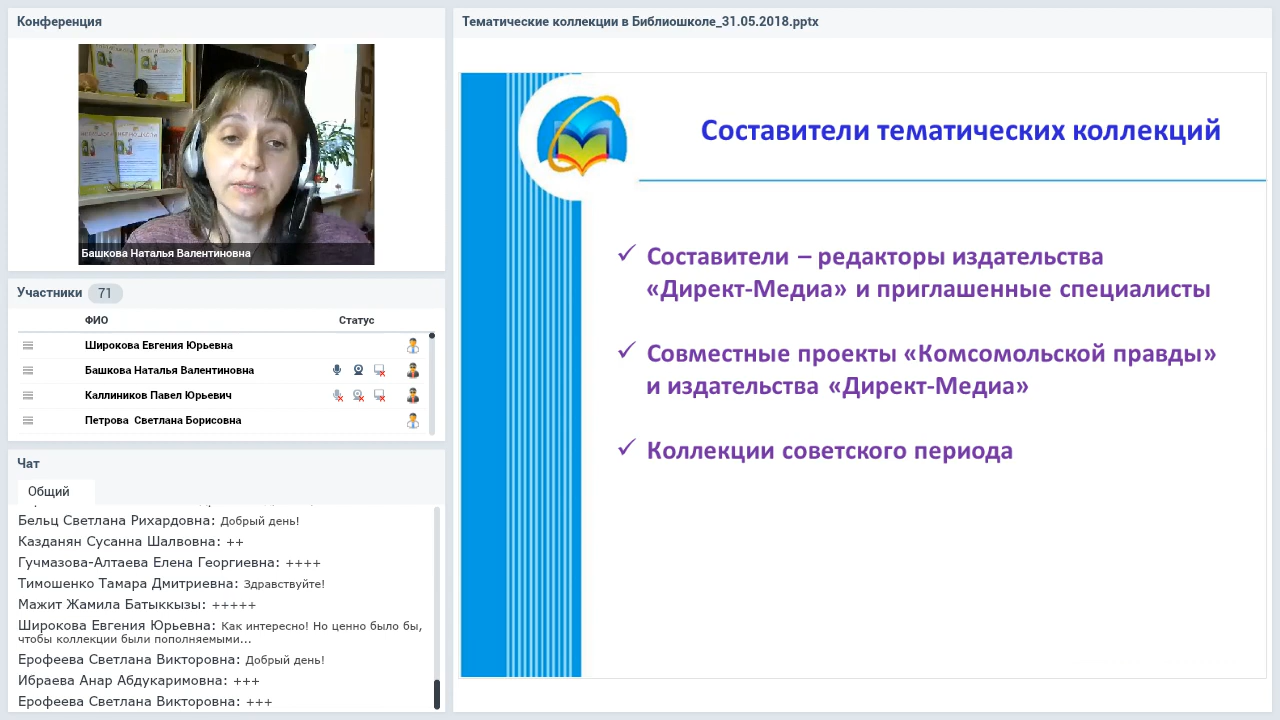 Конференция
Башкова Наталья Валентиновна
Участники 71
ФИО Статус
Широкова Евгения Юрьевна
Башкова Наталья Валентиновна
Каллиников Павел Юрьевич
Петрова Светлана Борисовна
Чат
Общий
Бельц Светлана Рихардовна: Добрый день!
Казданян Сусанна Шалвовна: ++
Гучмазова-Алтаева Елена Георгиевна: ++++
Тимошенко Тамара Дмитриевна: Здравствуйте!
Мажит Жамила Батыккызы: +++++
Широкова Евгения Юрьевна: Как интересно! Но ценно было бы,
чтобы коллекции были пополняемыми...
Ерофеева Светлана Викторовна: Добрый день!
Ибраева Анар Абдукаримовна: +++
Ерофеева Светлана Викторовна: +++
Тематические коллекции в Библиошколе_31.05.2018.pptx
Составители тематических коллекций
✓ Составители – редакторы издательства
«Директ-Медиа» и приглашенные специалисты
✓ Совместные проекты «Комсомольской правды»
и издательства «Директ-Медиа»
✓ Коллекции советского периода